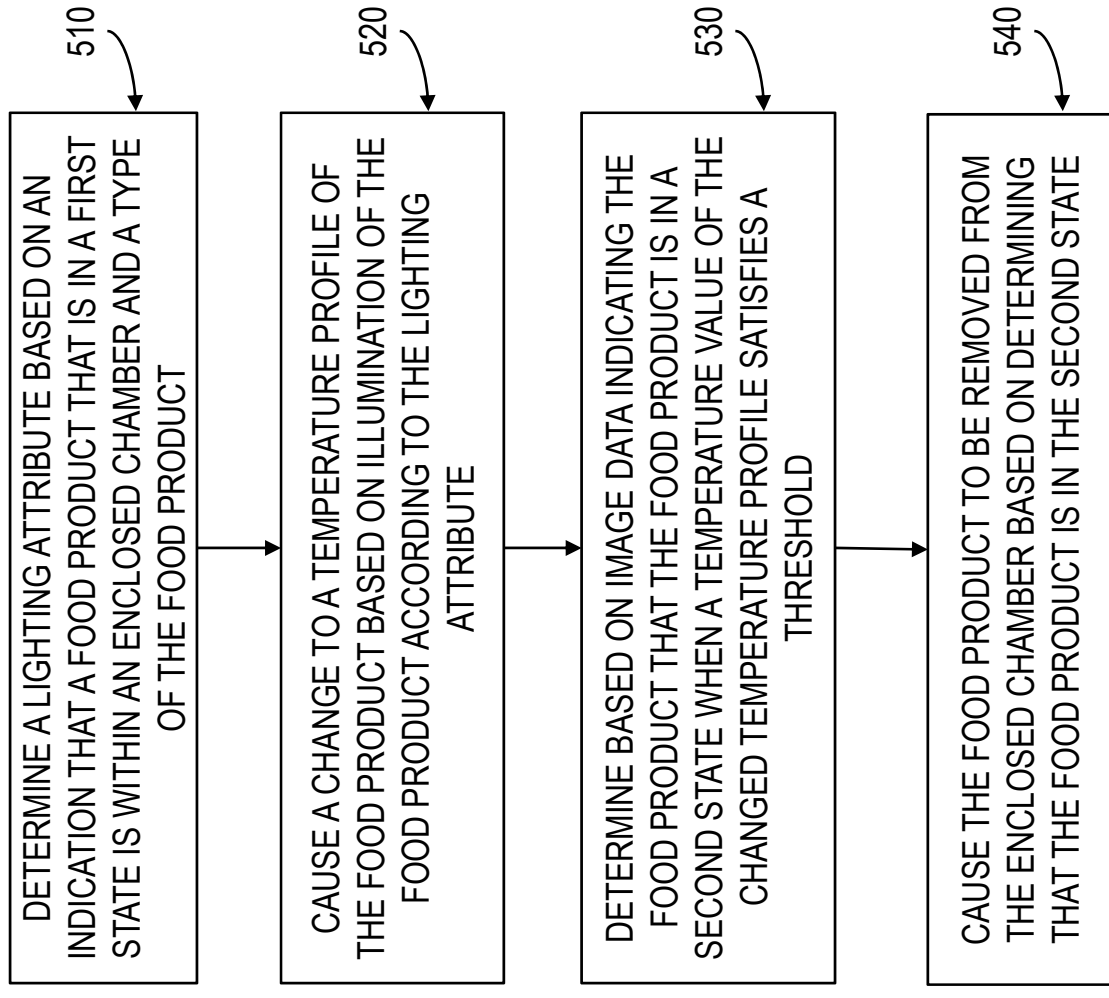 510
DETERMINE A LIGHTING ATTRIBUTE BASED ON AN
INDICATION THAT A FOOD PRODUCT THAT IS IN A FIRST
STATE IS WITHIN AN ENCLOSED CHAMBER AND A TYPE
OF THE FOOD PRODUCT
520
CAUSE A CHANGE TO A TEMPERATURE PROFILE OF
THE FOOD PRODUCT BASED ON ILLUMINATION OF THE
FOOD PRODUCT ACCORDING TO THE LIGHTING
ATTRIBUTE
530
DETERMINE BASED ON IMAGE DATA INDICATING THE
FOOD PRODUCT THAT THE FOOD PRODUCT IS IN A
SECOND STATE WHEN A TEMPERATURE VALUE OF THE
CHANGED TEMPERATURE PROFILE SATISFIES A
THRESHOLD
540
CAUSE THE FOOD PRODUCT TO BE REMOVED FROM
THE ENCLOSED CHAMBER BASED ON DETERMINING
THAT THE FOOD PRODUCT IS IN THE SECOND STATE